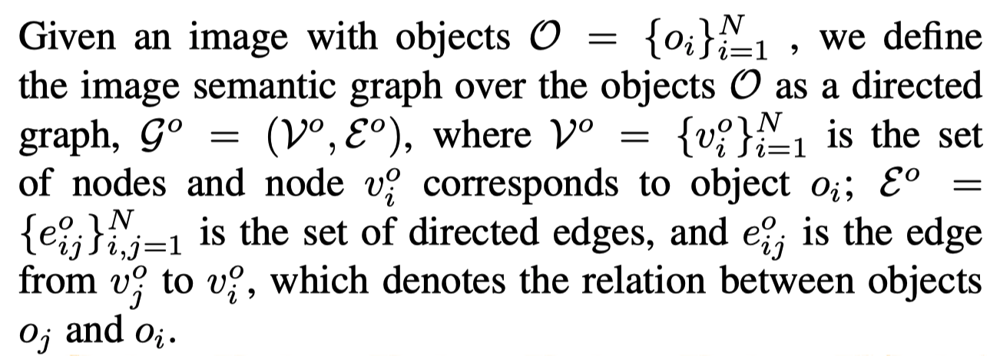 Given an image with objects $\mathcal{O} = \{o_i\}_{i=1}^{N}$ , we define
the image semantic graph over the objects $\mathcal{O}$ as a directed
graph, $\mathcal{G}^o = (\mathcal{V}^o, \mathcal{E}^o)$, where $\mathcal{V}^o = \{v_i^o\}_{i=1}^{N}$ is the set
of nodes and node $v_i^o$ corresponds to object $o_i$; $\mathcal{E}^o =$
$\{e_{ij}^o\}_{i,j=1}^{N}$ is the set of directed edges, and $e_{ij}^o$ is the edge
from $v_j^o$ to $v_i^o$, which denotes the relation between objects
$o_j$ and $o_i$.